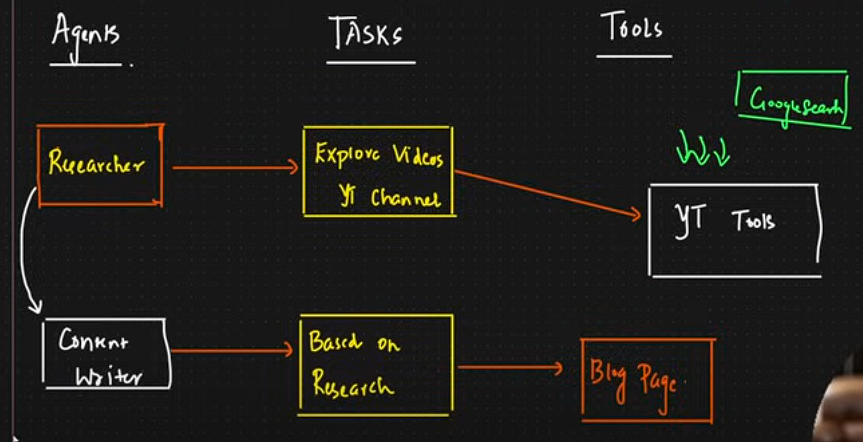 Agents
TASKS
Tools
GoogleSearch
Researcher
Explore Videos
YT Channel
YT Tools
Content
Writer
Based on
Research
Blog Page.